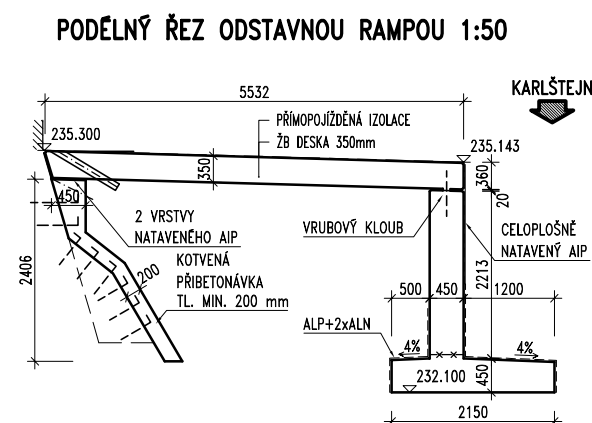 PODÉLNÝ ŘEZ ODSTAVNOU RAMPOU 1:50
5532
KARLŠTEJN
235.300
PŘÍMOPOJÍŽDĚNÁ IZOLACE
ŽB DESKA 350mm
235.143
350
360
20
450
2 VRSTVY
NATAVENÉHO AIP
VRUBOVÝ KLOUB
CELOPLOŠNĚ
NATAVENÝ AIP
2406
200
KOTVENÁ
PŘIBETONÁVKA
TL. MIN. 200 mm
2213
500
450
1200
ALP+2xALN
4%
4%
232.100
450
2150